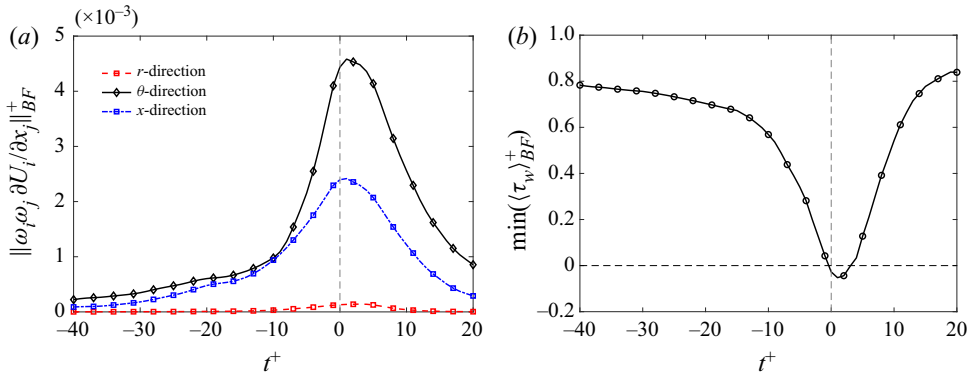 (a)
(×10⁻³)
‖ω_i ω_j ∂U_i/∂x_j‖⁺_BF
5
4
3
2
1
0
r-direction
θ-direction
x-direction
−40 −30 −20 −10 0 10 20
t⁺
(b)
min(⟨τ_w⟩⁺_BF)
1.0
0.8
0.6
0.4
0.2
0
−0.2
−40 −30 −20 −10 0 10 20
t⁺